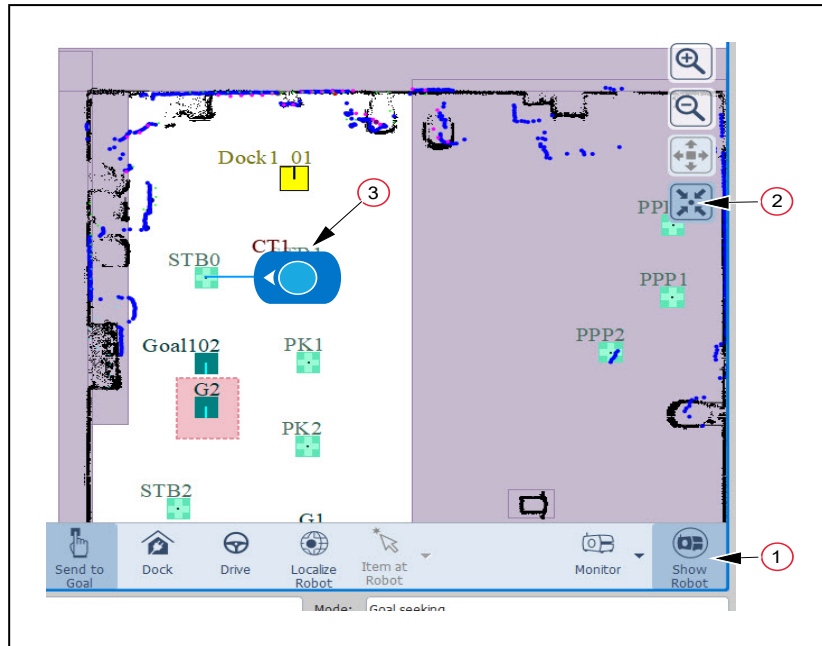 Dock1_01
3
2
PP
CT1
STB0
PPP1
PPP2
Goal102
PK1
G2
PK2
STB2
G1
Send to
Goal
Dock
Drive
Localize
Robot
Item at
Robot
Monitor
Show
Robot
1
Mode: Goal seeking